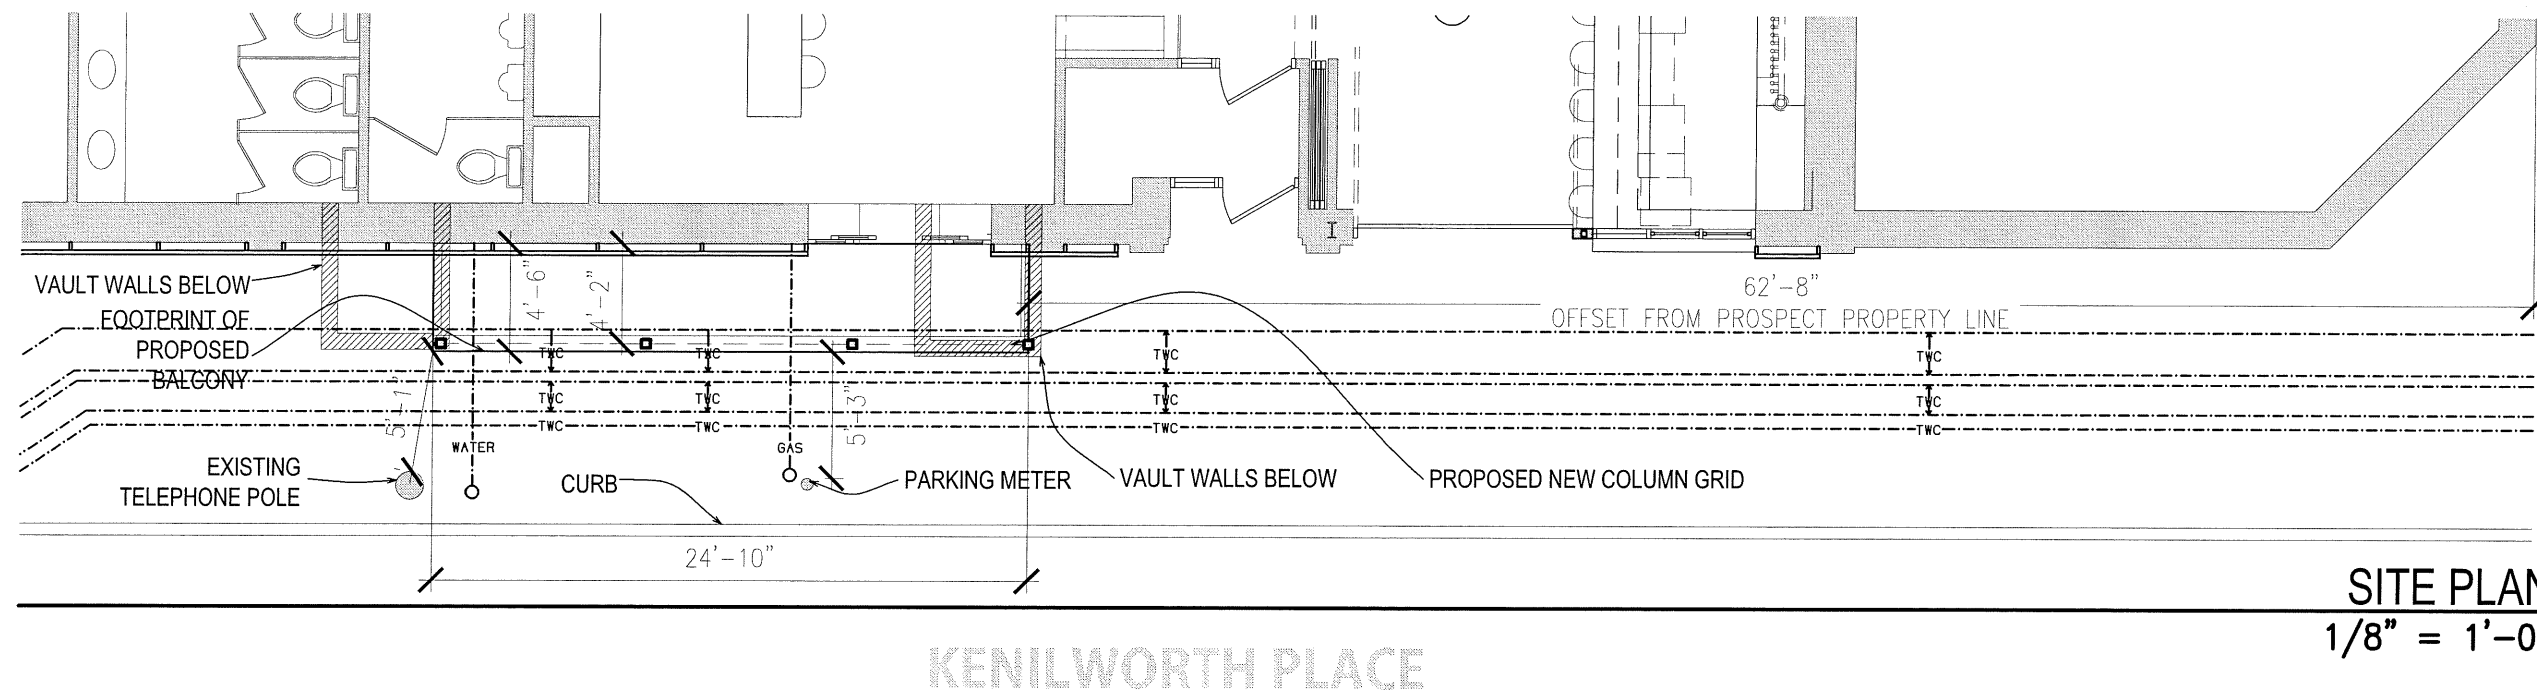 VAULT WALLS BELOW
FOOTPRINT OF
PROPOSED
BALCONY
4'-6"
4'-2"
62'-8"
OFFSET FROM PROSPECT PROPERTY LINE
TWC
TWC
TWC
TWC
TWC
TWC
TWC
TWC
TWC
TWC
TWC
TWC
5'-1"
5'-3"
WATER
GAS
EXISTING
TELEPHONE POLE
CURB
PARKING METER
VAULT WALLS BELOW
PROPOSED NEW COLUMN GRID
24'-10"
SITE PLAN
1/8" = 1'-0
KENILWORTH PLACE